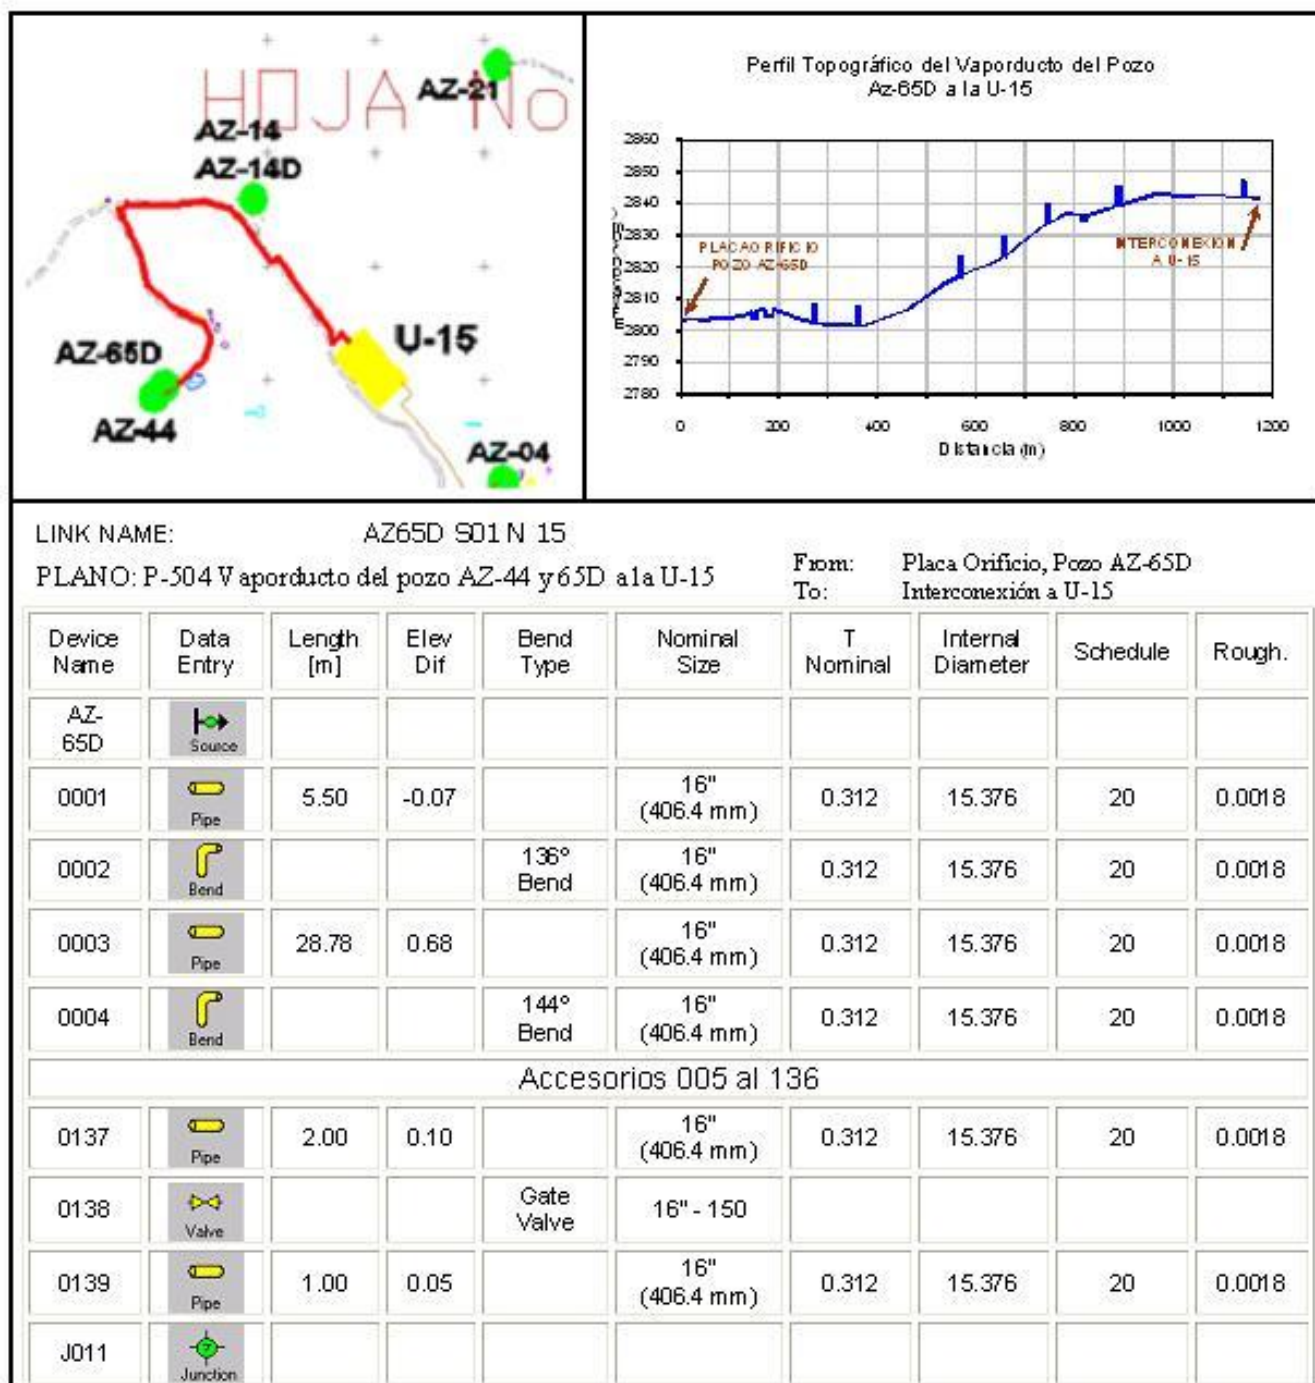 HOJA No
AZ-21
AZ-14
AZ-14D
AZ-65D
AZ-44
U-15
AZ-04
Perfil Topográfico del Vaporducto del Pozo
Az-65D a la U-15
2860
2850
2840
2830
2820
2810
2800
2790
2780
PLACA ORIFICIO
POZO AZ-65D
INTERCONEXION
A U-15
0 200 400 600 800 1000 1200
Distancia (m)
LINK NAME: AZ65D S01 N 15
PLANO: P-504 Vaporducto del pozo AZ-44 y 65D a la U-15
From: Placa Orificio, Pozo AZ-65D
To: Interconexión a U-15
Device Name Data Entry Length [m] Elev Dif Bend Type Nominal Size T Nominal Internal Diameter Schedule Rough.
AZ-65D Source
0001 Pipe 5.50 -0.07 16" (406.4 mm) 0.312 15.376 20 0.0018
0002 Bend 136° Bend 16" (406.4 mm) 0.312 15.376 20 0.0018
0003 Pipe 28.78 0.68 16" (406.4 mm) 0.312 15.376 20 0.0018
0004 Bend 144° Bend 16" (406.4 mm) 0.312 15.376 20 0.0018
Accesorios 005 al 136
0137 Pipe 2.00 0.10 16" (406.4 mm) 0.312 15.376 20 0.0018
0138 Valve Gate Valve 16" - 150
0139 Pipe 1.00 0.05 16" (406.4 mm) 0.312 15.376 20 0.0018
J011 Junction